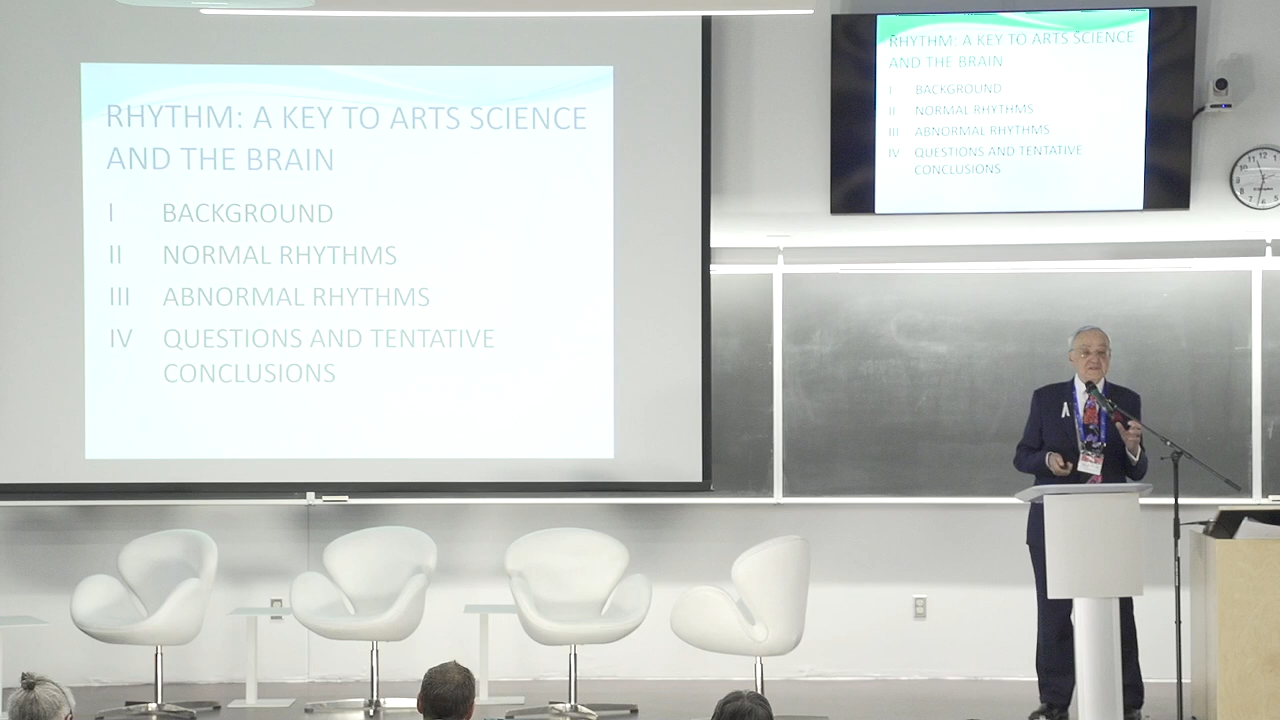 RHYTHM: A KEY TO ARTS SCIENCE
AND THE BRAIN
I BACKGROUND
II NORMAL RHYTHMS
III ABNORMAL RHYTHMS
IV QUESTIONS AND TENTATIVE
CONCLUSIONS
RHYTHM: A KEY TO ARTS SCIENCE
AND THE BRAIN
I BACKGROUND
II NORMAL RHYTHMS
III ABNORMAL RHYTHMS
IV QUESTIONS AND TENTATIVE
CONCLUSIONS